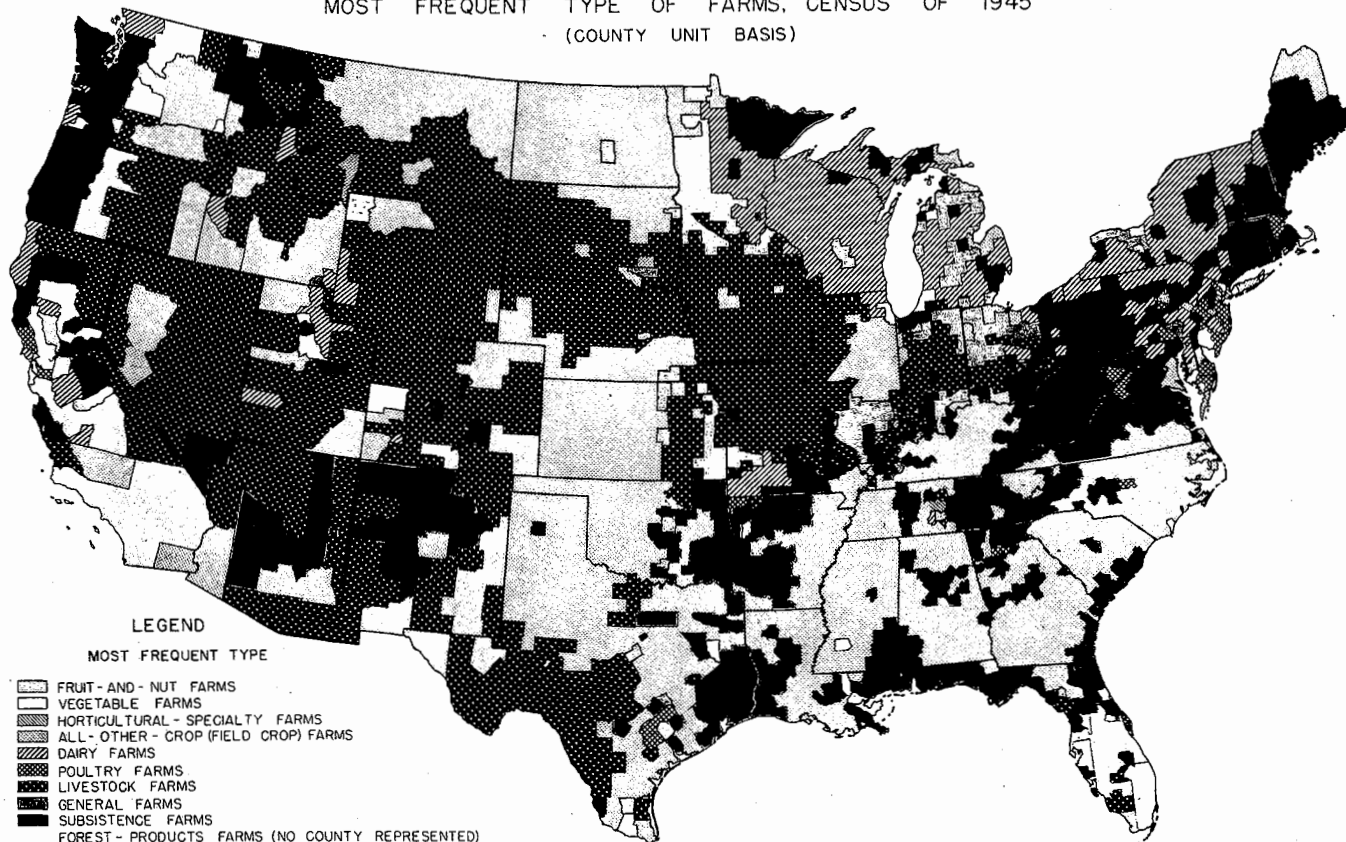 MOST FREQUENT TYPE OF FARMS, CENSUS OF 1945
(COUNTY UNIT BASIS)
LEGEND
MOST FREQUENT TYPE
FRUIT-AND-NUT FARMS
VEGETABLE FARMS
HORTICULTURAL-SPECIALTY FARMS
ALL-OTHER-CROP (FIELD CROP) FARMS
DAIRY FARMS
POULTRY FARMS
LIVESTOCK FARMS
GENERAL FARMS
SUBSISTENCE FARMS
FOREST-PRODUCTS FARMS (NO COUNTY REPRESENTED)